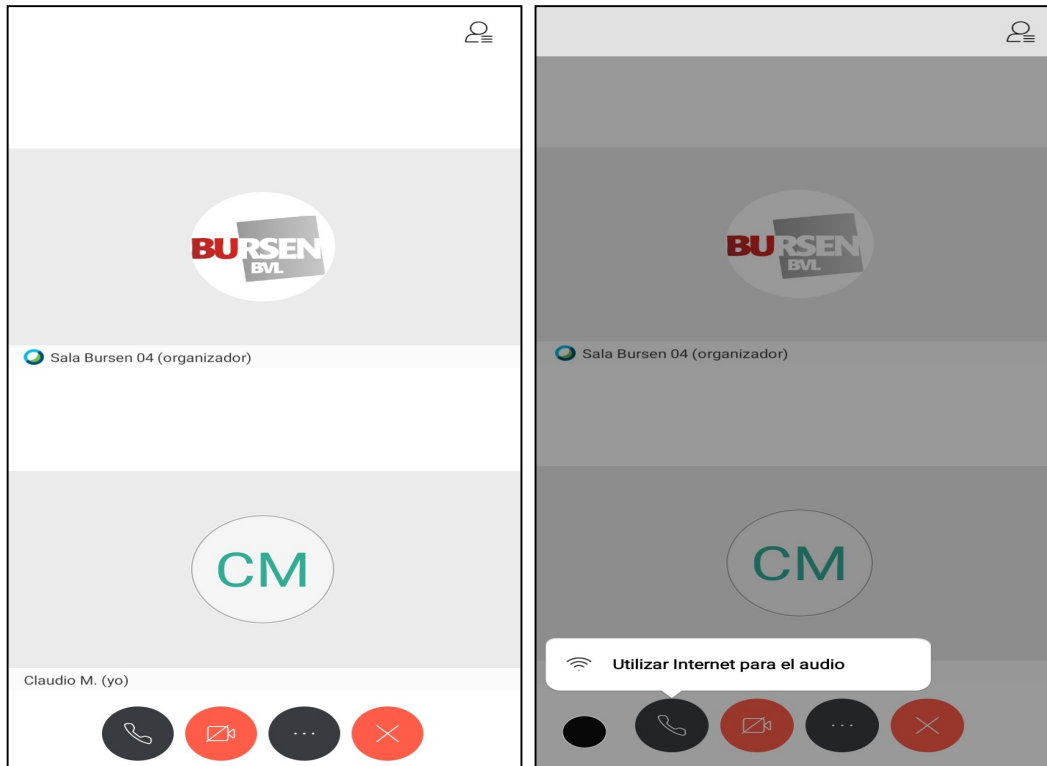 BURSEN
BVL
Sala Bursen 04 (organizador)
CM
Claudio M. (yo)
BURSEN
BVL
Sala Bursen 04 (organizador)
CM
Utilizar Internet para el audio